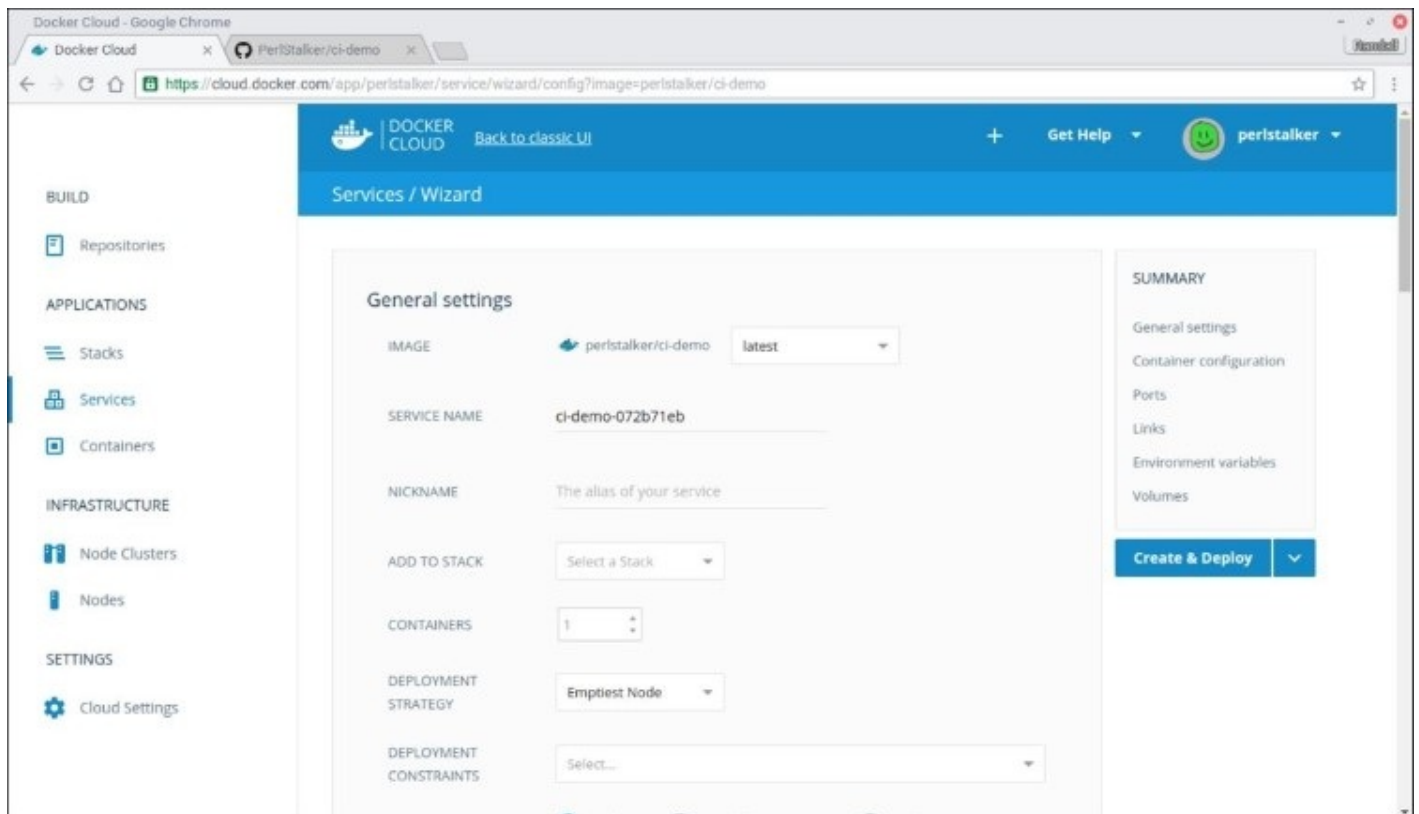 Docker Cloud - Google Chrome
Docker Cloud
PerlStalker/ci-demo
https://cloud.docker.com/app/perlstalker/service/wizard/config?image=perlstalker/ci-demo
DOCKER CLOUD
Back to classic UI
+
Get Help
perlstalker
Services / Wizard
BUILD
Repositories
APPLICATIONS
Stacks
Services
Containers
INFRASTRUCTURE
Node Clusters
Nodes
SETTINGS
Cloud Settings
General settings
IMAGE
perlstalker/ci-demo
latest
SERVICE NAME
ci-demo-072b71eb
NICKNAME
The alias of your service
ADD TO STACK
Select a Stack
CONTAINERS
1
DEPLOYMENT
STRATEGY
Emptiest Node
DEPLOYMENT
CONSTRAINTS
Select...
SUMMARY
General settings
Container configuration
Ports
Links
Environment variables
Volumes
Create & Deploy